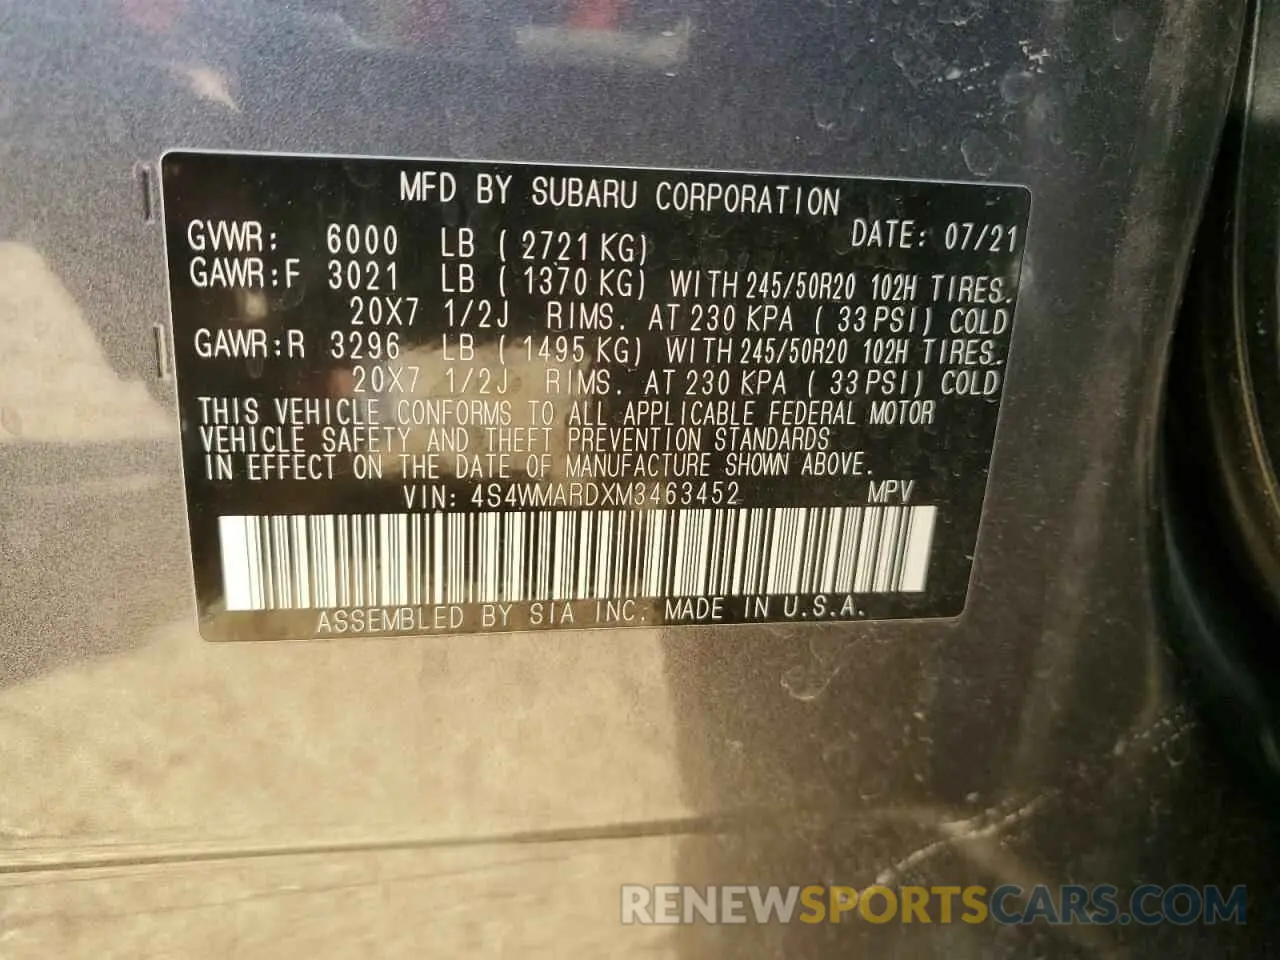 MFD BY SUBARU CORPORATION
GVWR: 6000 LB ( 2721 KG) DATE: 07/21
GAWR:F 3021 LB ( 1370 KG) WITH 245/50R20 102H TIRES.
20X7 1/2J RIMS. AT 230 KPA ( 33 PSI) COLD
GAWR:R 3296 LB ( 1495 KG) WITH 245/50R20 102H TIRES.
20X7 1/2J RIMS. AT 230 KPA ( 33 PSI) COLD
THIS VEHICLE CONFORMS TO ALL APPLICABLE FEDERAL MOTOR
VEHICLE SAFETY AND THEFT PREVENTION STANDARDS
IN EFFECT ON THE DATE OF MANUFACTURE SHOWN ABOVE.
VIN: 4S4WMARDXM3463452 MPV
ASSEMBLED BY SIA INC. MADE IN U.S.A.
RENEWSPORTSCARS.COM